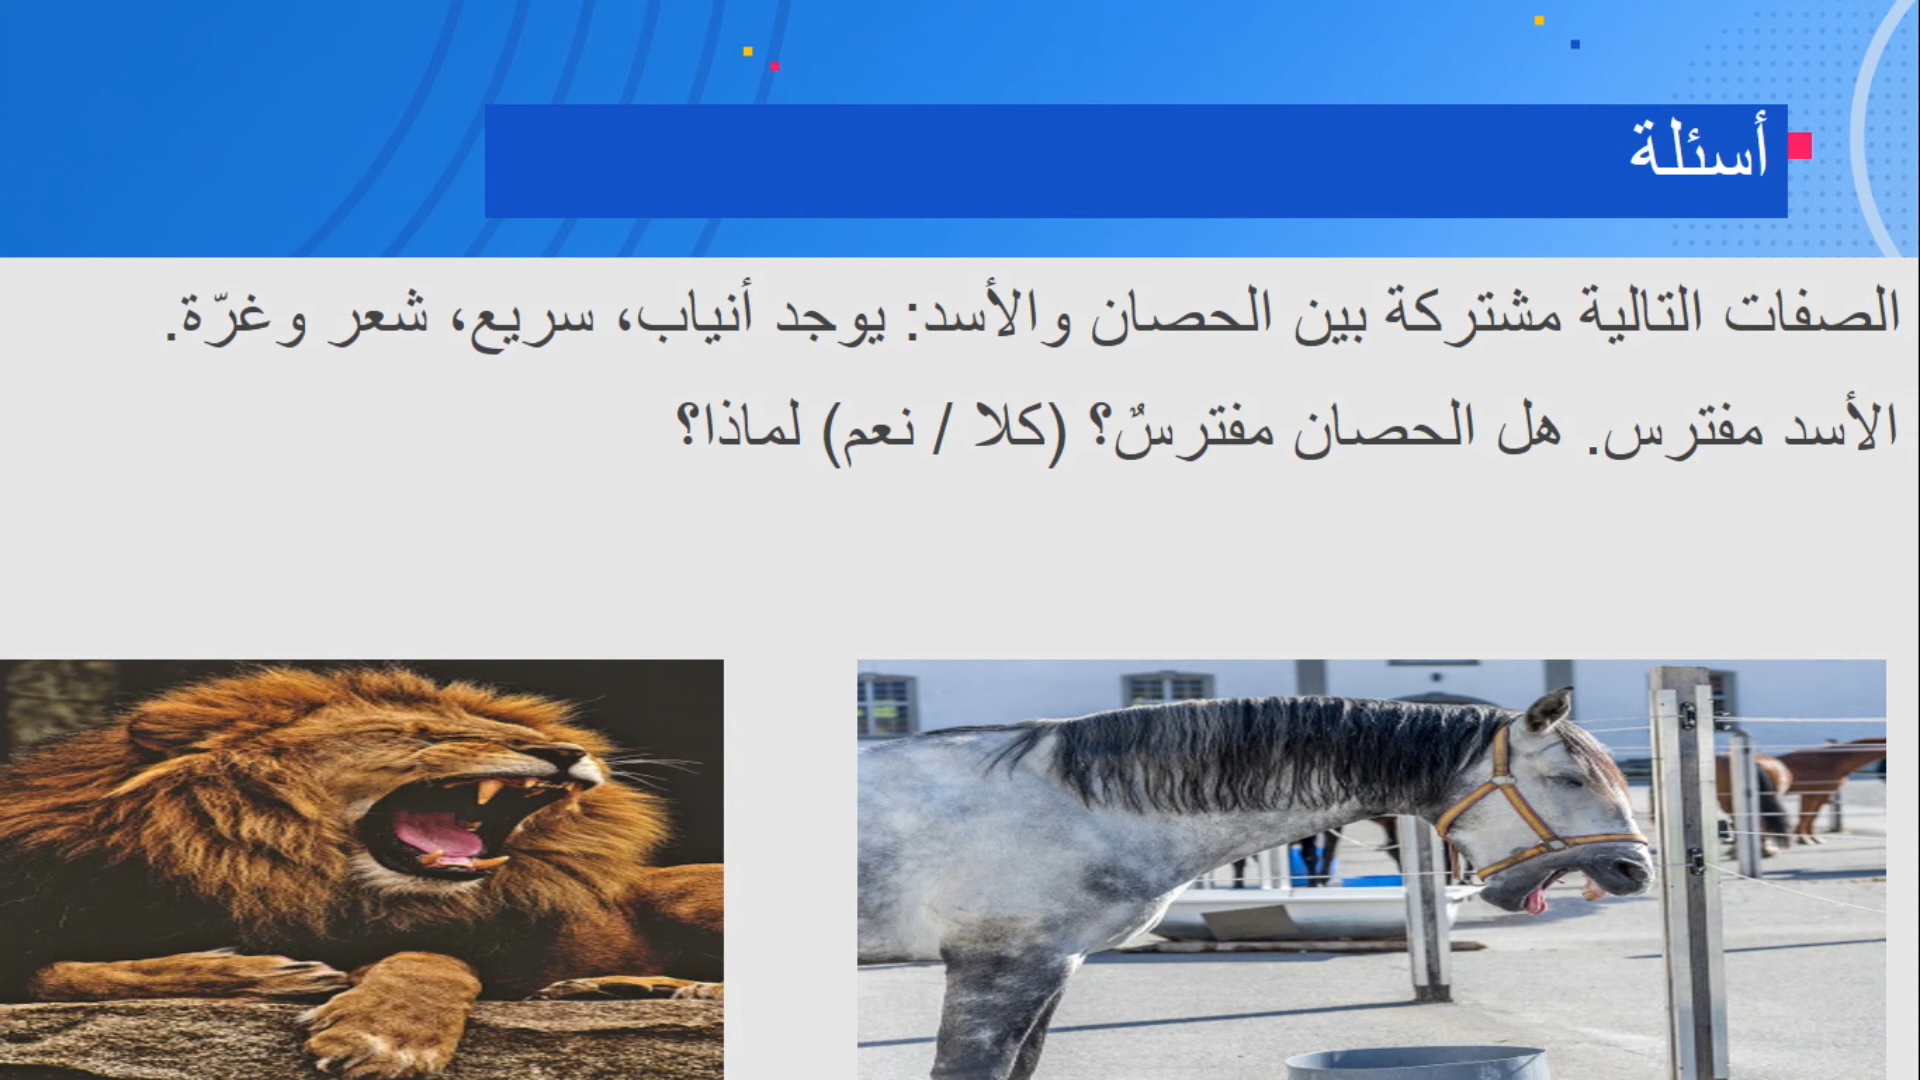 أسئلة
الصفات التالية مشتركة بين الحصان والأسد: يوجد أنياب، سريع، شعر وغرّة.
الأسد مفترس. هل الحصان مفترسٌ؟ (كلا / نعم) لماذا؟